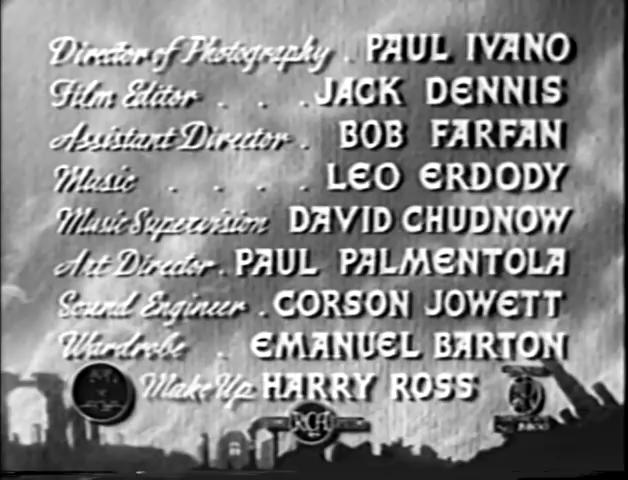 Director of Photography . PAUL IVANO
Film Editor . . . JACK DENNIS
Assistant Director . BOB FARFAN
Music . . . . LEO ERDODY
Music Supervision DAVID CHUDNOW
Art Director . PAUL PALMENTOLA
Sound Engineer . CORSON JOWETT
Wardrobe . EMANUEL BARTON
Make Up HARRY ROSS
RCA